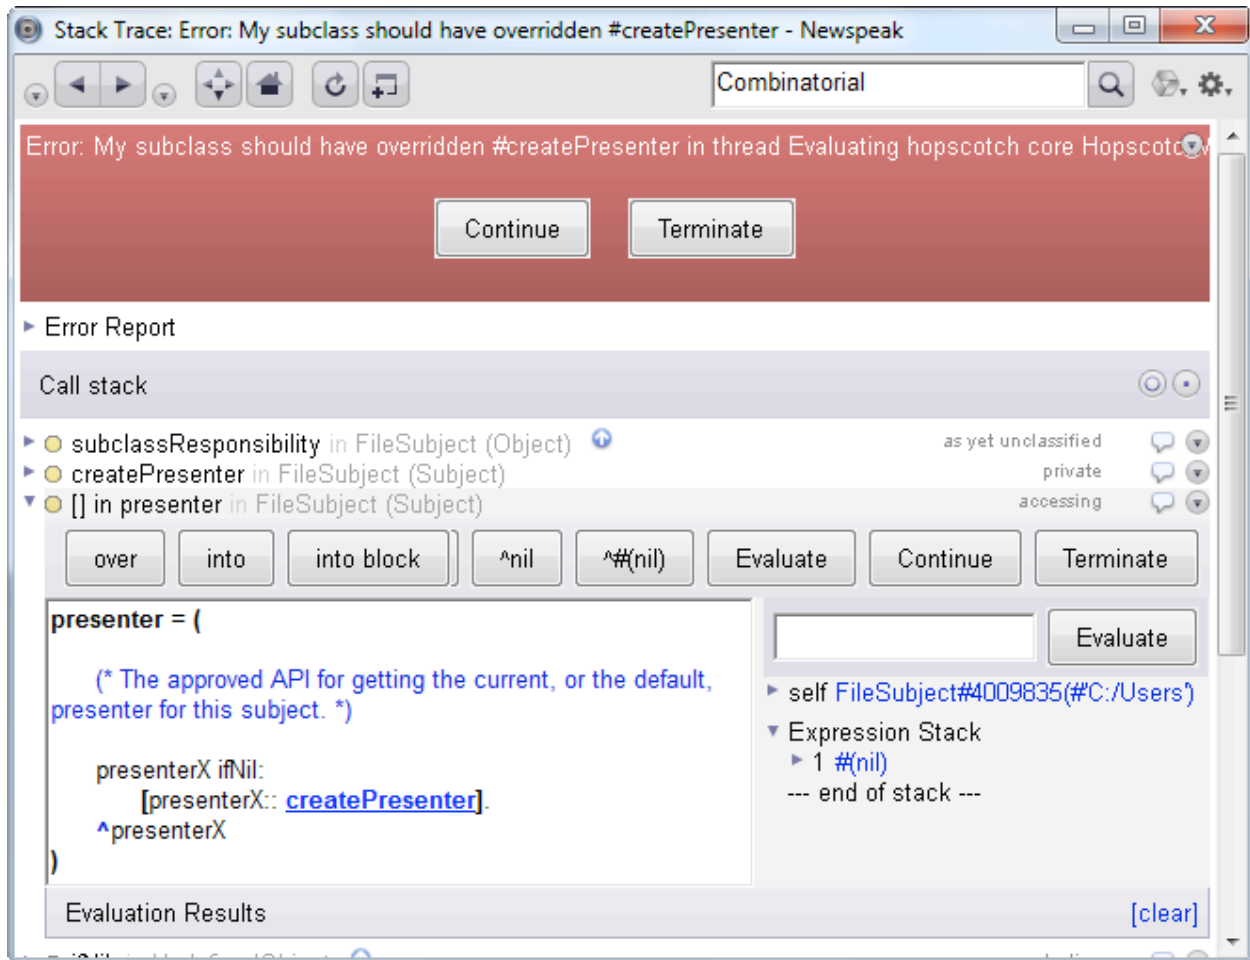 Stack Trace: Error: My subclass should have overridden #createPresenter - Newspeak
Combinatorial
Error: My subclass should have overridden #createPresenter in thread Evaluating hopscotch core
Continue Terminate
Error Report
Call stack
subclassResponsibility in FileSubject (Object) as yet unclassified
createPresenter in FileSubject (Subject) private
[] in presenter in FileSubject (Subject) accessing
over into into block ^nil ^#(nil) Evaluate Continue Terminate
presenter = (
(* The approved API for getting the current, or the default,
presenter for this subject. *)
presenterX ifNil:
[presenterX:: createPresenter].
^presenterX
)
Evaluate
self FileSubject#4009835(#'C:/Users')
Expression Stack
1 #(nil)
--- end of stack ---
Evaluation Results [clear]